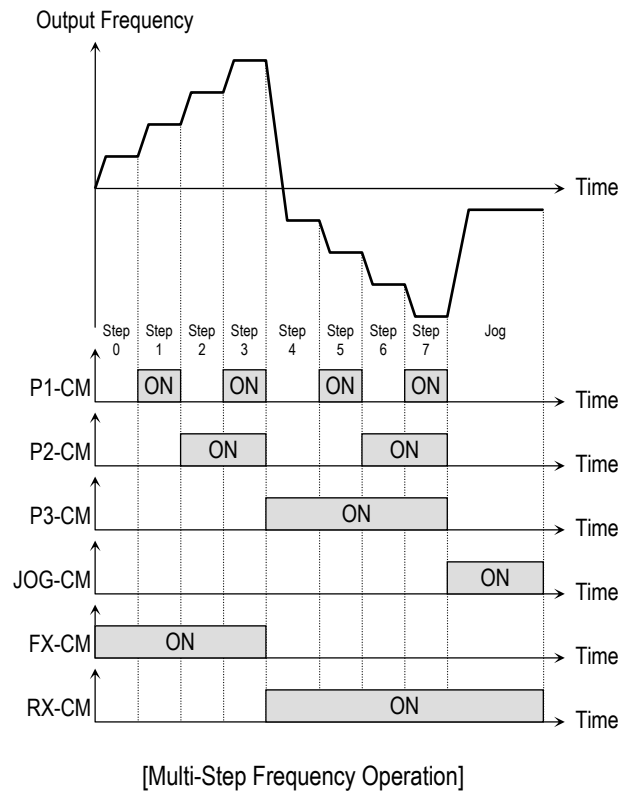 Output Frequency
Time
Step 0 Step 1 Step 2 Step 3 Step 4 Step 5 Step 6 Step 7 Jog
P1-CM ON ON ON ON Time
P2-CM ON ON Time
P3-CM ON Time
JOG-CM ON Time
FX-CM ON Time
RX-CM ON Time
[Multi-Step Frequency Operation]